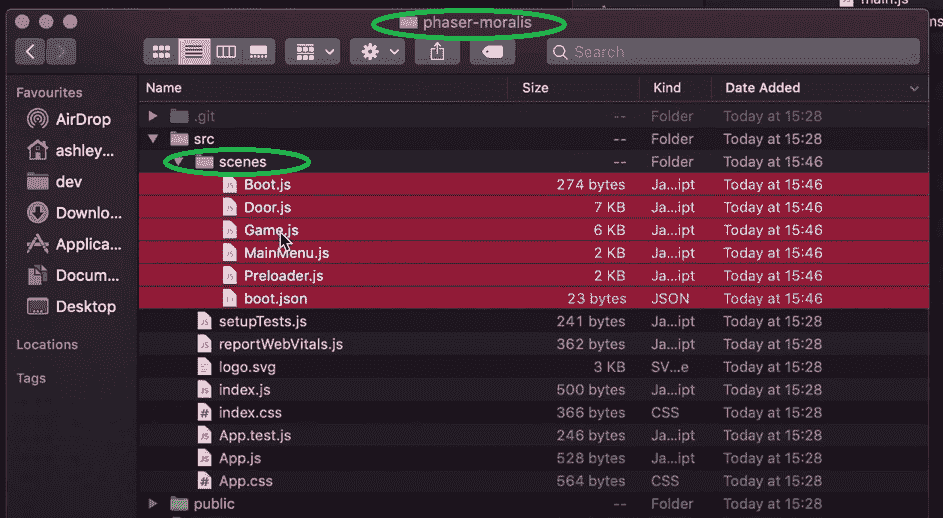 main.js
phaser-moralis
ns
Search
Favourites
AirDrop
ashley...
dev
Downlo...
Applica...
Docum...
Desktop
Locations
Tags
Name Size Kind Date Added
.git -- Folder Today at 15:28
src -- Folder Today at 15:28
scenes -- Folder Today at 15:46
Boot.js 274 bytes Ja...ipt Today at 15:46
Door.js 7 KB Ja...ipt Today at 15:46
Game.js 6 KB Ja...ipt Today at 15:46
MainMenu.js 2 KB Ja...ipt Today at 15:46
Preloader.js 2 KB Ja...ipt Today at 15:46
boot.json 23 bytes JSON Today at 15:46
setupTests.js 241 bytes Ja...ipt Today at 15:28
reportWebVitals.js 362 bytes Ja...ipt Today at 15:28
logo.svg 3 KB SV...e Today at 15:28
index.js 500 bytes Ja...ipt Today at 15:28
index.css 366 bytes CSS Today at 15:28
App.test.js 246 bytes Ja...ipt Today at 15:28
App.js 528 bytes Ja...ipt Today at 15:28
App.css 564 bytes CSS Today at 15:28
public -- Folder Today at 15:28